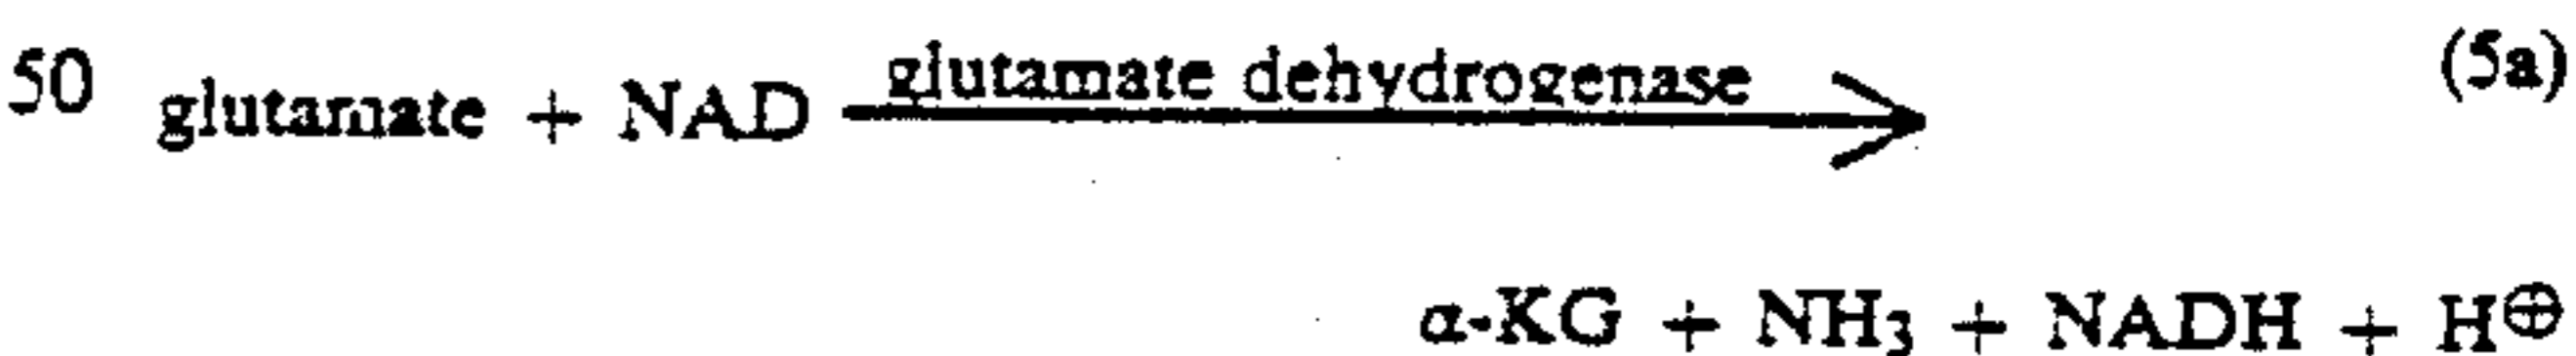 50 glutamate + NAD glutamate dehydrogenase → (5a)
α-KG + NH₃ + NADH + H⊕